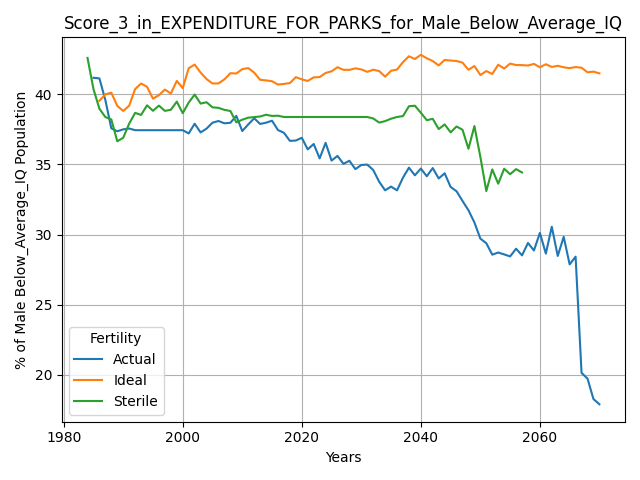 Score_3_in_EXPENDITURE_FOR_PARKS_for_Male_Below_Average_IQ
% of Male Below_Average_IQ Population
40
35
30
25
20
Fertility
Actual
Ideal
Sterile
1980
2000
2020
2040
2060
Years